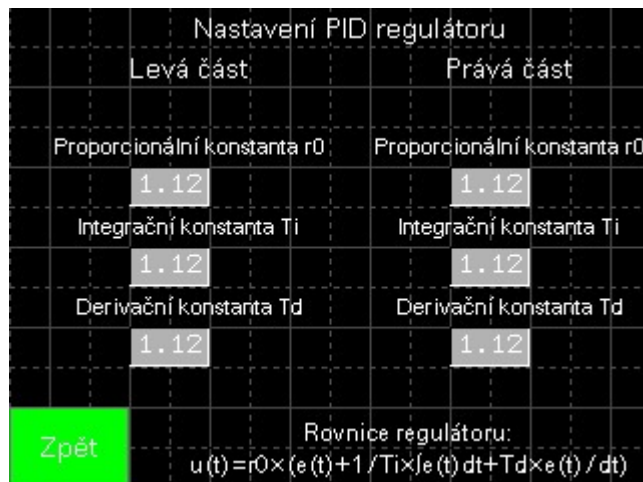 Nastavení PID regulátoru
Levá část
Prává část
Proporcionální konstanta r0
Proporcionální konstanta r0
1.12
1.12
Integrační konstanta Ti
Integrační konstanta Ti
1.12
1.12
Derivační konstanta Td
Derivační konstanta Td
1.12
1.12
Zpět
Rovnice regulátoru:
u(t)=r0×(e(t)+1/Ti×∫e(t)dt+Td×e(t)/dt)